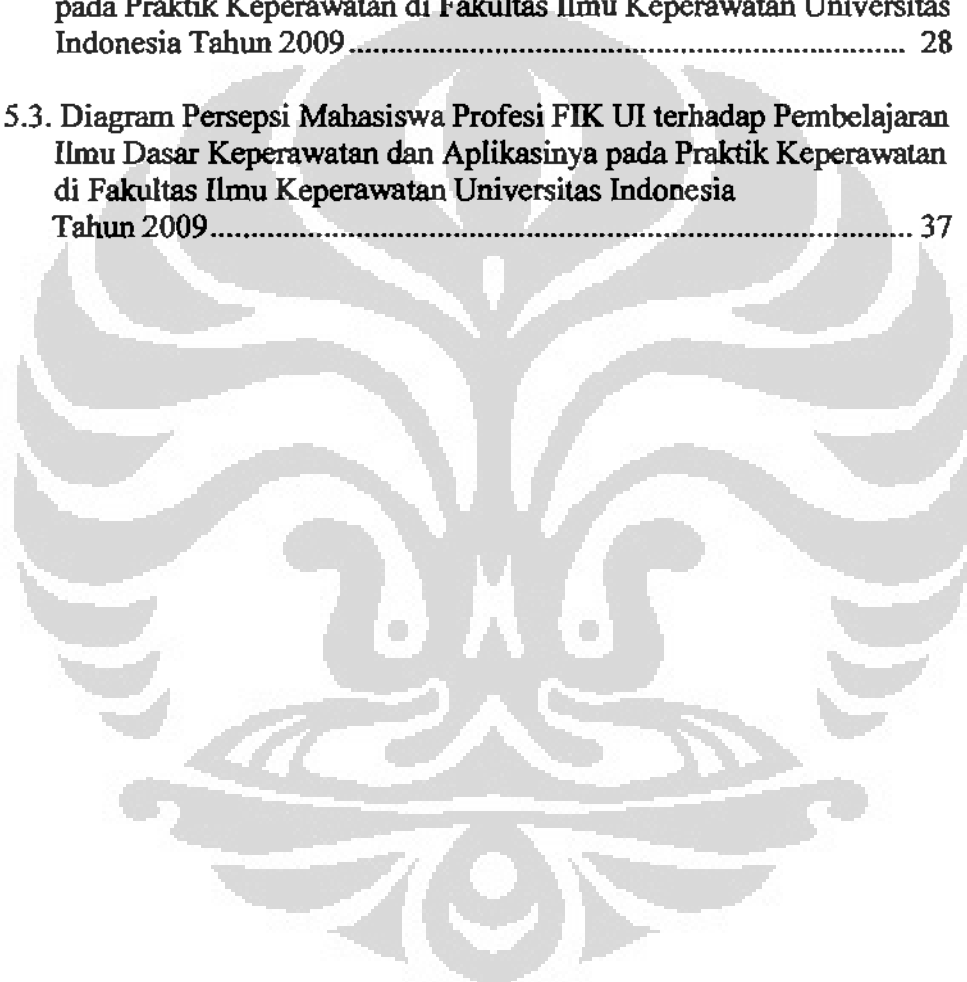 pada Praktik Keperawatan di Fakultas Ilmu Keperawatan Universitas
Indonesia Tahun 2009 ........................................................................... 28
5.3. Diagram Persepsi Mahasiswa Profesi FIK UI terhadap Pembelajaran
Ilmu Dasar Keperawatan dan Aplikasinya pada Praktik Keperawatan
di Fakultas Ilmu Keperawatan Universitas Indonesia
Tahun 2009................................................................................................ 37